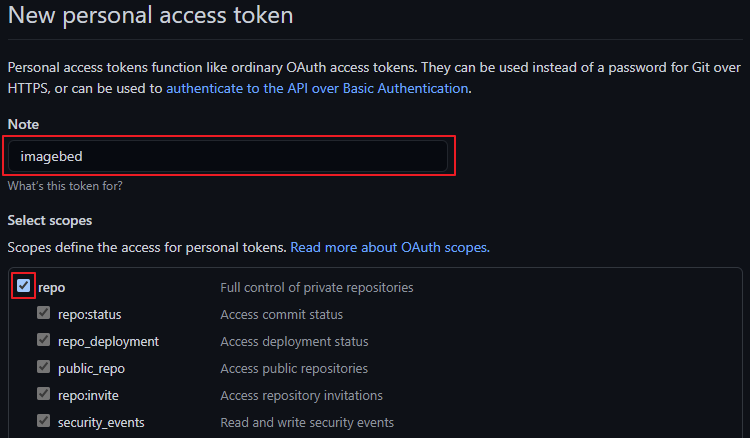 New personal access token
Personal access tokens function like ordinary OAuth access tokens. They can be used instead of a password for Git over
HTTPS, or can be used to authenticate to the API over Basic Authentication.
Note
imagebed
What's this token for?
Select scopes
Scopes define the access for personal tokens. Read more about OAuth scopes.
repo Full control of private repositories
repo:status Access commit status
repo_deployment Access deployment status
public_repo Access public repositories
repo:invite Access repository invitations
security_events Read and write security events